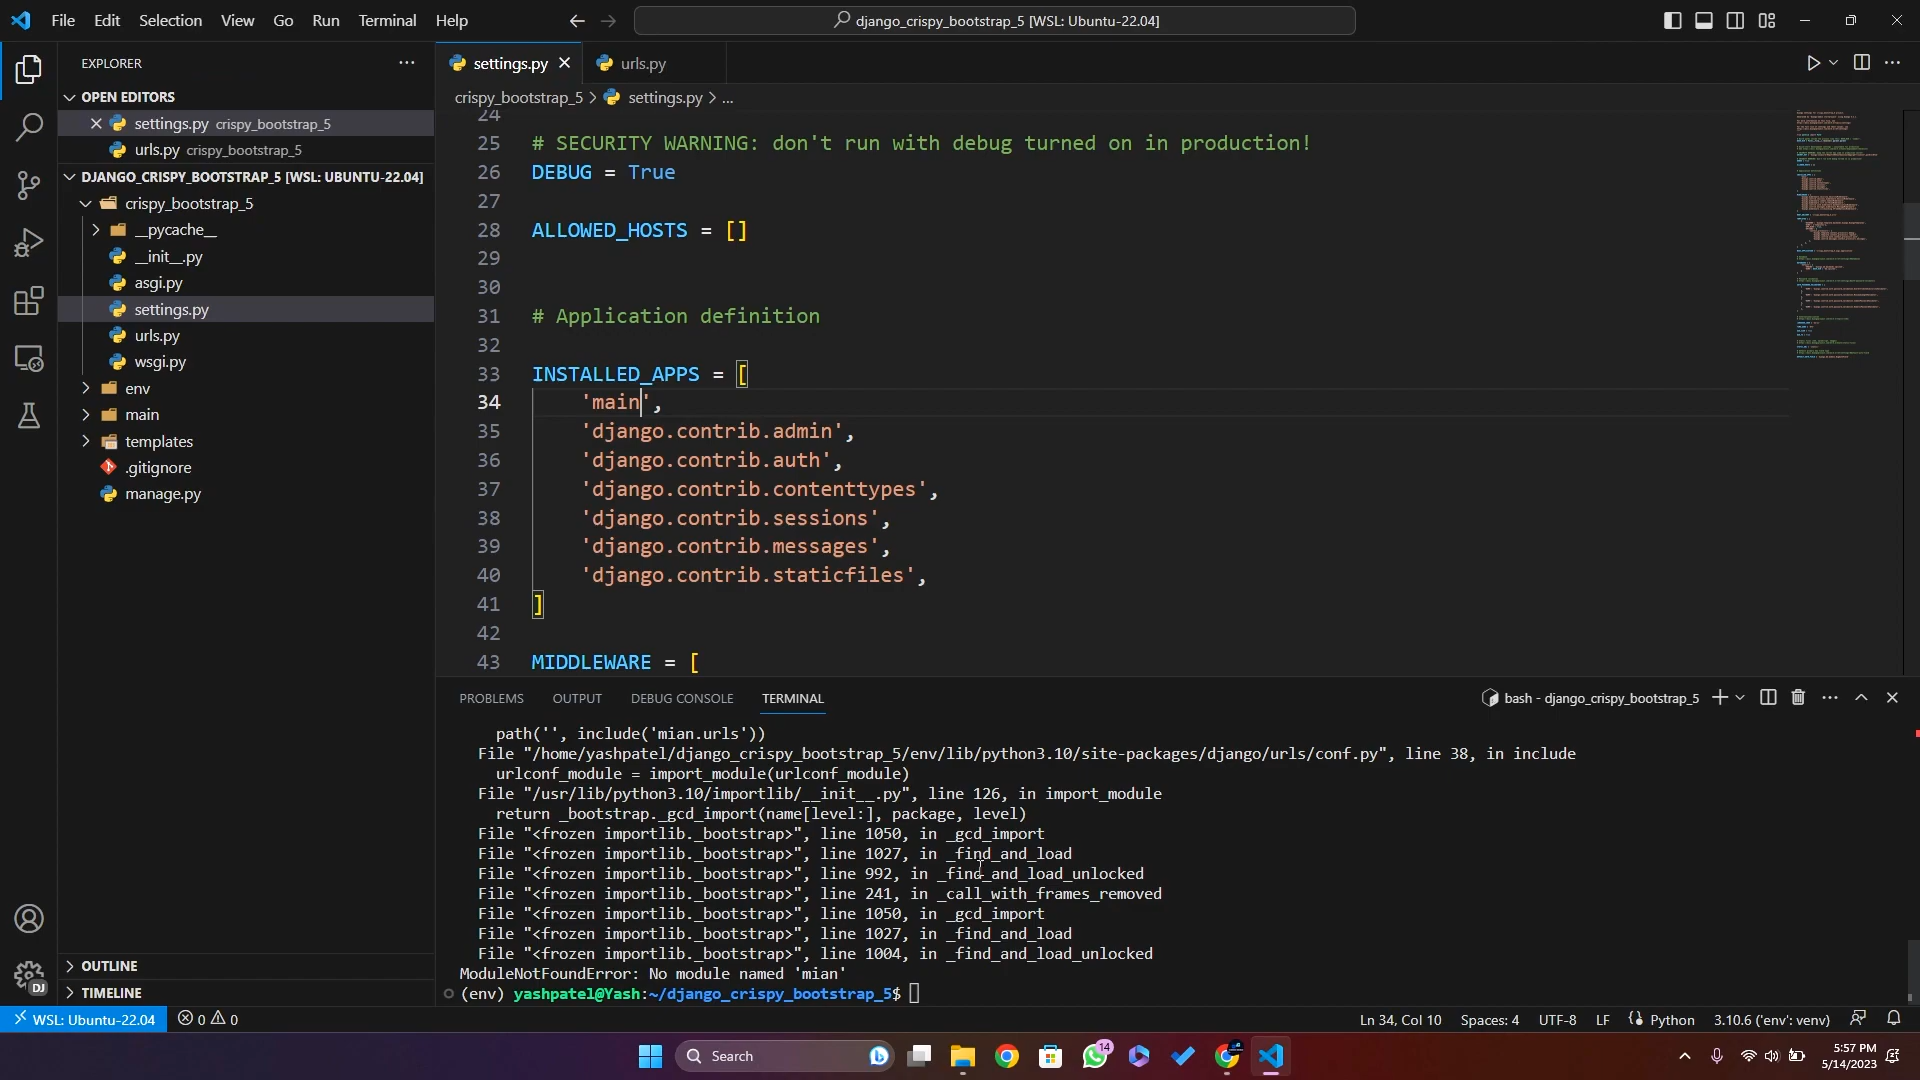 File Edit Selection View Go Run Terminal Help
django_crispy_bootstrap_5 [WSL: Ubuntu-22.04]
EXPLORER
OPEN EDITORS
settings.py crispy_bootstrap_5
urls.py crispy_bootstrap_5
DJANGO_CRISPY_BOOTSTRAP_5 [WSL: UBUNTU-22.04]
crispy_bootstrap_5
__pycache__
__init__.py
asgi.py
settings.py
urls.py
wsgi.py
env
main
templates
.gitignore
manage.py
OUTLINE
TIMELINE
DJ
settings.py
urls.py
crispy_bootstrap_5 > settings.py > ...
24
25 # SECURITY WARNING: don't run with debug turned on in production!
26 DEBUG = True
27
28 ALLOWED_HOSTS = []
29
30
31 # Application definition
32
33 INSTALLED_APPS = [
34 'main',
35 'django.contrib.admin',
36 'django.contrib.auth',
37 'django.contrib.contenttypes',
38 'django.contrib.sessions',
39 'django.contrib.messages',
40 'django.contrib.staticfiles',
41 ]
42
43 MIDDLEWARE = [
PROBLEMS OUTPUT DEBUG CONSOLE TERMINAL
bash - django_crispy_bootstrap_5
path('', include('mian.urls'))
File "/home/yashpatel/django_crispy_bootstrap_5/env/lib/python3.10/site-packages/django/urls/conf.py", line 38, in include
urlconf_module = import_module(urlconf_module)
File "/usr/lib/python3.10/importlib/__init__.py", line 126, in import_module
return _bootstrap._gcd_import(name[level:], package, level)
File "<frozen importlib._bootstrap>", line 1050, in _gcd_import
File "<frozen importlib._bootstrap>", line 1027, in _find_and_load
File "<frozen importlib._bootstrap>", line 992, in _find_and_load_unlocked
File "<frozen importlib._bootstrap>", line 241, in _call_with_frames_removed
File "<frozen importlib._bootstrap>", line 1050, in _gcd_import
File "<frozen importlib._bootstrap>", line 1027, in _find_and_load
File "<frozen importlib._bootstrap>", line 1004, in _find_and_load_unlocked
ModuleNotFoundError: No module named 'mian'
(env) yashpatel@Yash:~/django_crispy_bootstrap_5$
WSL: Ubuntu-22.04 0 0
Ln 34, Col 10 Spaces: 4 UTF-8 LF Python 3.10.6 ('env': venv)
Search
14
5:57 PM
5/14/2023